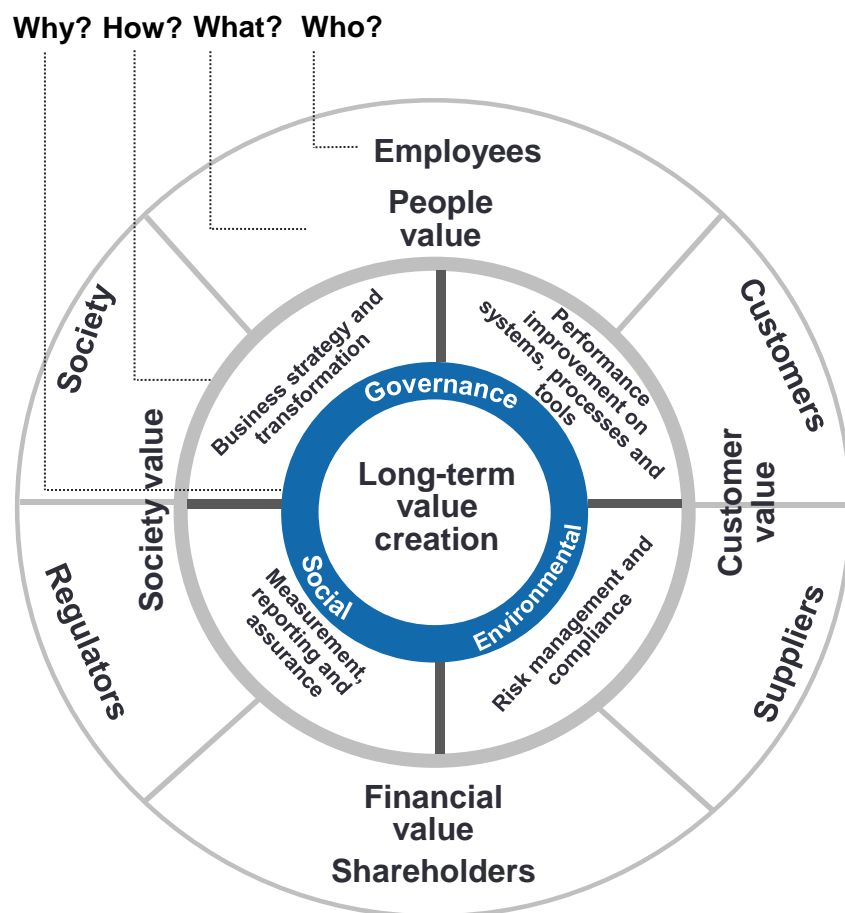 Why? How? What? Who?
Employees
People
value
Society
Customers
Business strategy and
transformation
Performance
improvement on
systems, processes and
tools
Governance
Long-term
value
creation
Society value
Customer
value
Social
Environmental
Measurement,
reporting and
assurance
Risk management and
compliance
Regulators
Suppliers
Financial
value
Shareholders